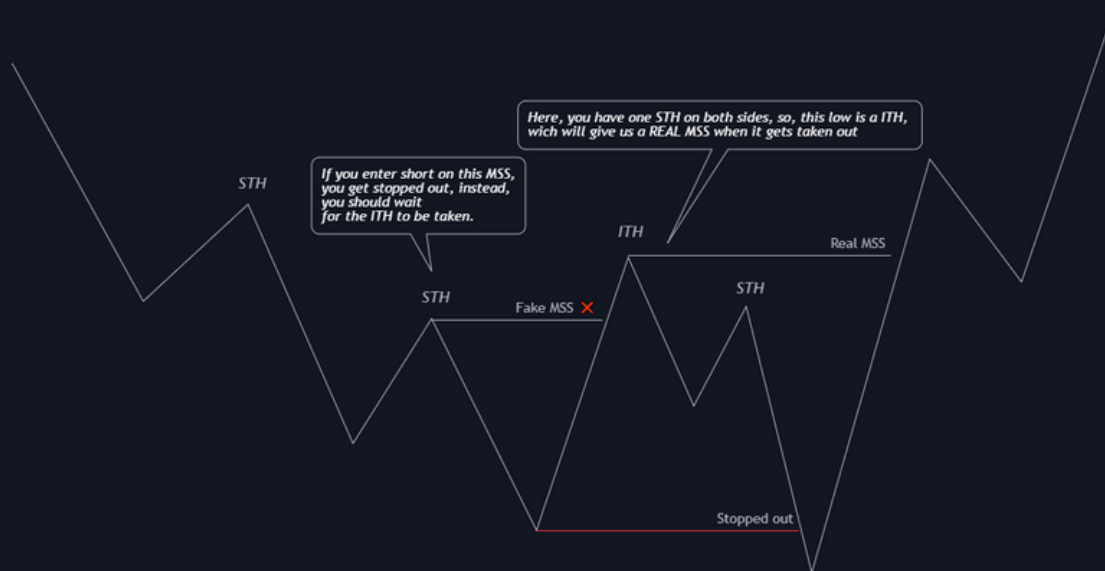 Here, you have one STH on both sides, so, this low is a ITH,
wich will give us a REAL MSS when it gets taken out
If you enter short on this MSS,
you get stopped out, instead,
you should wait
for the ITH to be taken.
STH
ITH
Real MSS
STH
STH
Fake MSS ❌
Stopped out